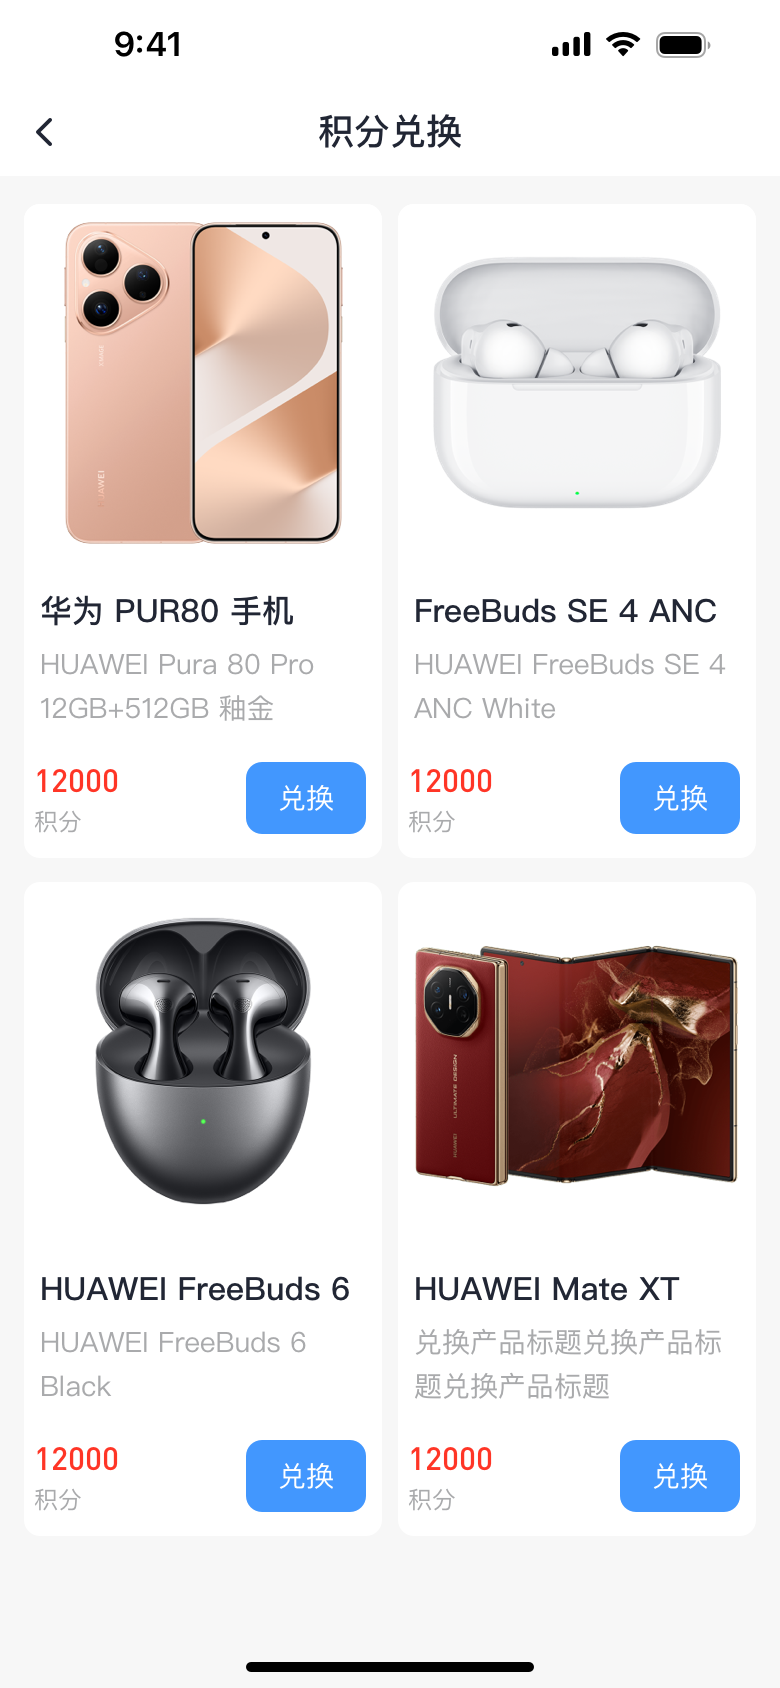 9:41
积分兑换
HUAWEI
华为 PUR80 手机
HUAWEI Pura 80 Pro
12GB+512GB 釉金
12000
积分
兑换
FreeBuds SE 4 ANC
HUAWEI FreeBuds SE 4
ANC White
12000
积分
兑换
HUAWEI FreeBuds 6
HUAWEI FreeBuds 6
Black
12000
积分
兑换
HUAWEI ULTIMATE DESIGN
HUAWEI Mate XT
兑换产品标题兑换产品标
题兑换产品标题
12000
积分
兑换